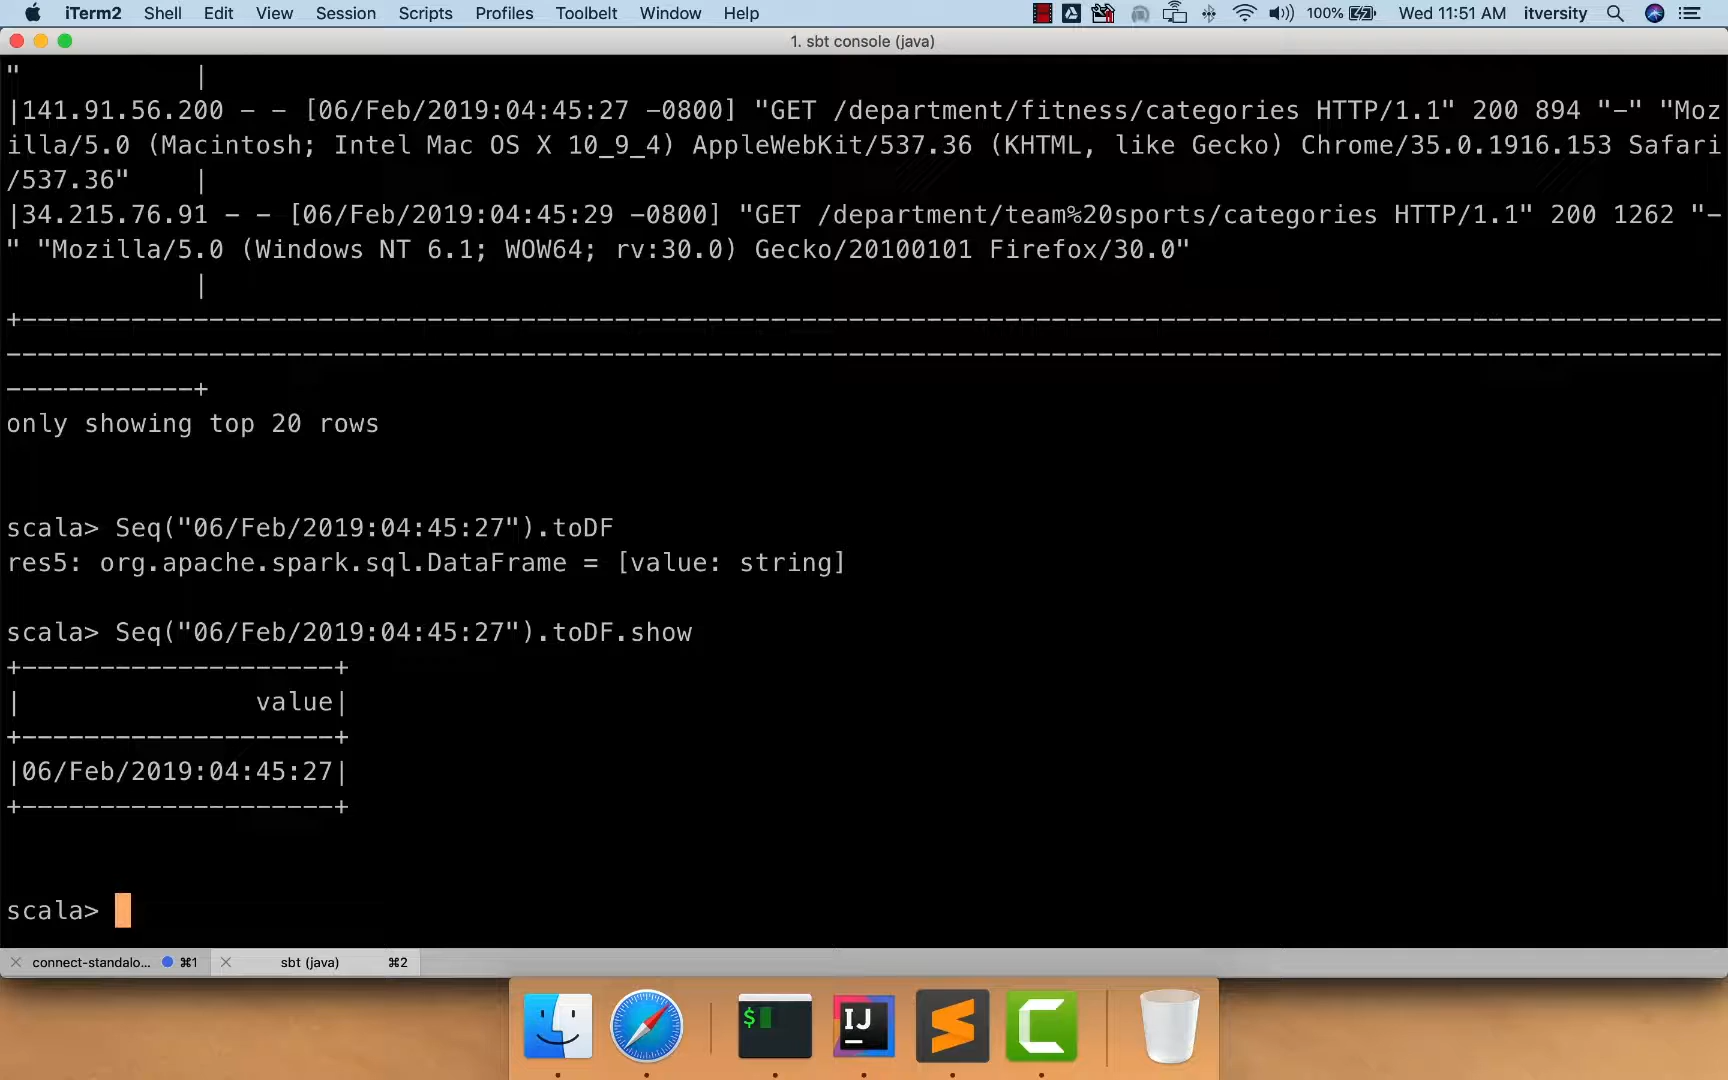 iTerm2 Shell Edit View Session Scripts Profiles Toolbelt Window Help 100% Wed 11:51 AM itversity
1. sbt console (java)
" |
|141.91.56.200 - - [06/Feb/2019:04:45:27 -0800] "GET /department/fitness/categories HTTP/1.1" 200 894 "-" "Moz
illa/5.0 (Macintosh; Intel Mac OS X 10_9_4) AppleWebKit/537.36 (KHTML, like Gecko) Chrome/35.0.1916.153 Safari
/537.36" |
|34.215.76.91 - - [06/Feb/2019:04:45:29 -0800] "GET /department/team%20sports/categories HTTP/1.1" 200 1262 "-
" "Mozilla/5.0 (Windows NT 6.1; WOW64; rv:30.0) Gecko/20100101 Firefox/30.0"
|
+--------------------------------------------------------------------------------------------------------------
---------------------------------------------------------------------------------------------------------------
------------+
only showing top 20 rows
scala> Seq("06/Feb/2019:04:45:27").toDF
res5: org.apache.spark.sql.DataFrame = [value: string]
scala> Seq("06/Feb/2019:04:45:27").toDF.show
+--------------------+
|               value|
+--------------------+
|06/Feb/2019:04:45:27|
+--------------------+
scala>
connect-standalo... ⌘1 sbt (java) ⌘2
$ IJ